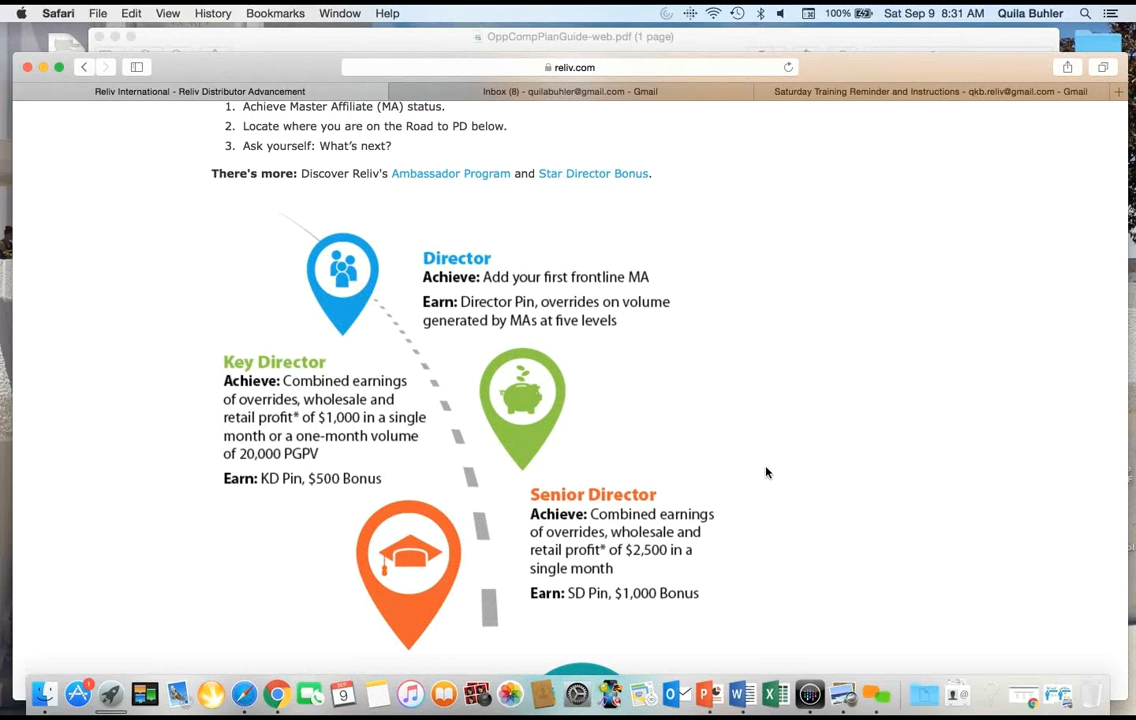 Safari File Edit View History Bookmarks Window Help 100% Sat Sep 9 8:31 AM Quila Buhler
OppCompPlanGuide-web.pdf (1 page)
reliv.com
Reliv International - Reliv Distributor Advancement Inbox (8) - quilabuhler@gmail.com - Gmail Saturday Training Reminder and Instructions - qkb.reliv@gmail.com - Gmail
1. Achieve Master Affiliate (MA) status.
2. Locate where you are on the Road to PD below.
3. Ask yourself: What's next?
There's more: Discover Reliv's Ambassador Program and Star Director Bonus.
Director
Achieve: Add your first frontline MA
Earn: Director Pin, overrides on volume
generated by MAs at five levels
Key Director
Achieve: Combined earnings
of overrides, wholesale and
retail profit* of $1,000 in a single
month or a one-month volume
of 20,000 PGPV
Earn: KD Pin, $500 Bonus
Senior Director
Achieve: Combined earnings
of overrides, wholesale and
retail profit* of $2,500 in a
single month
Earn: SD Pin, $1,000 Bonus
1
SEP
9